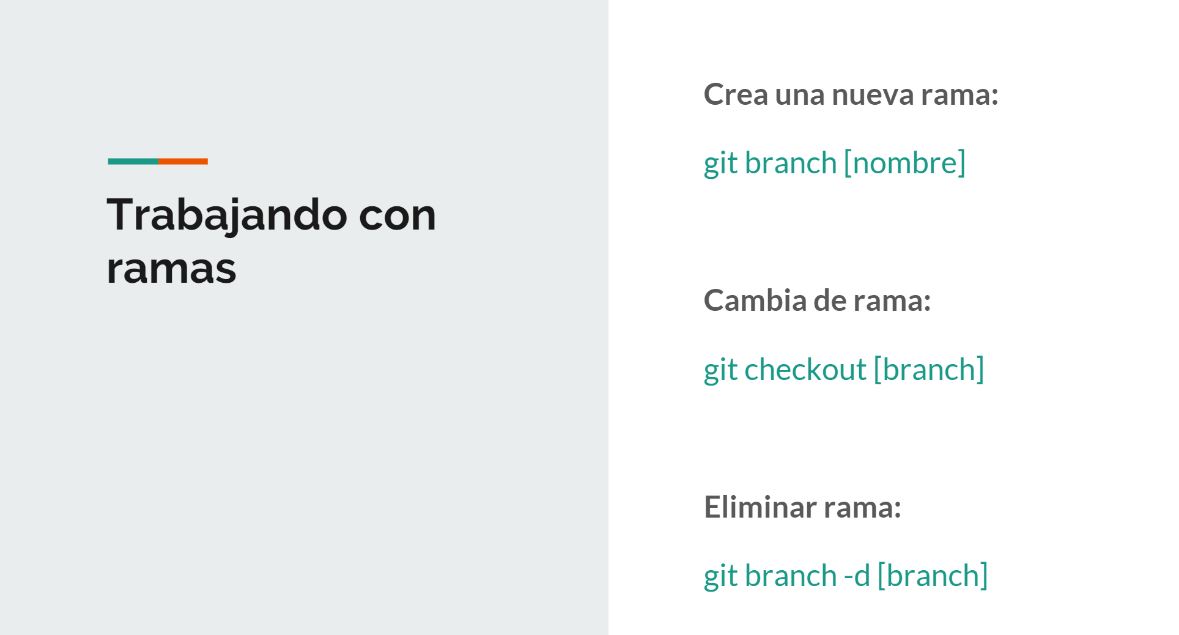 Trabajando con
ramas
Crea una nueva rama:
git branch [nombre]
Cambia de rama:
git checkout [branch]
Eliminar rama:
git branch -d [branch]